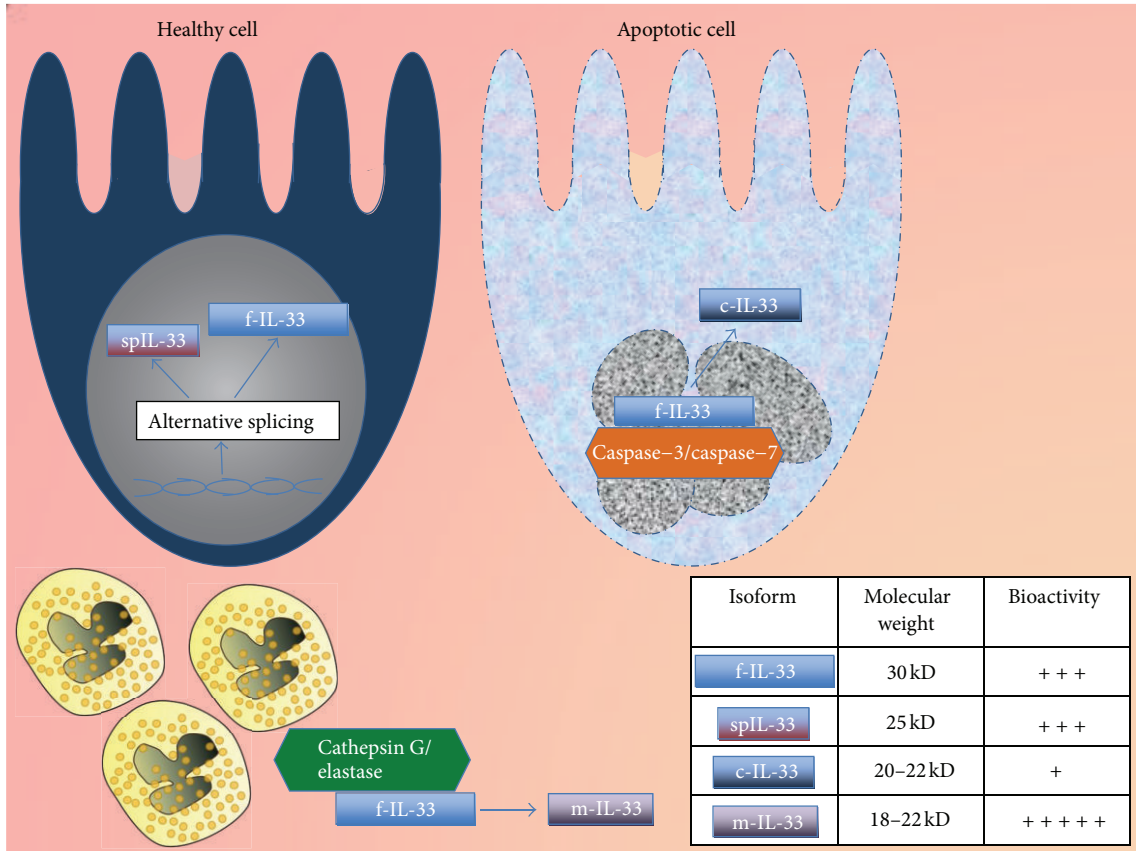 Healthy cell
Apoptotic cell
f-IL-33
spIL-33
Alternative splicing
c-IL-33
f-IL-33
Caspase−3/caspase−7
Cathepsin G/
elastase
f-IL-33
m-IL-33
Isoform
Molecular
weight
Bioactivity
f-IL-33
30 kD
+ + +
spIL-33
25 kD
+ + +
c-IL-33
20–22 kD
+
m-IL-33
18–22 kD
+ + + + +